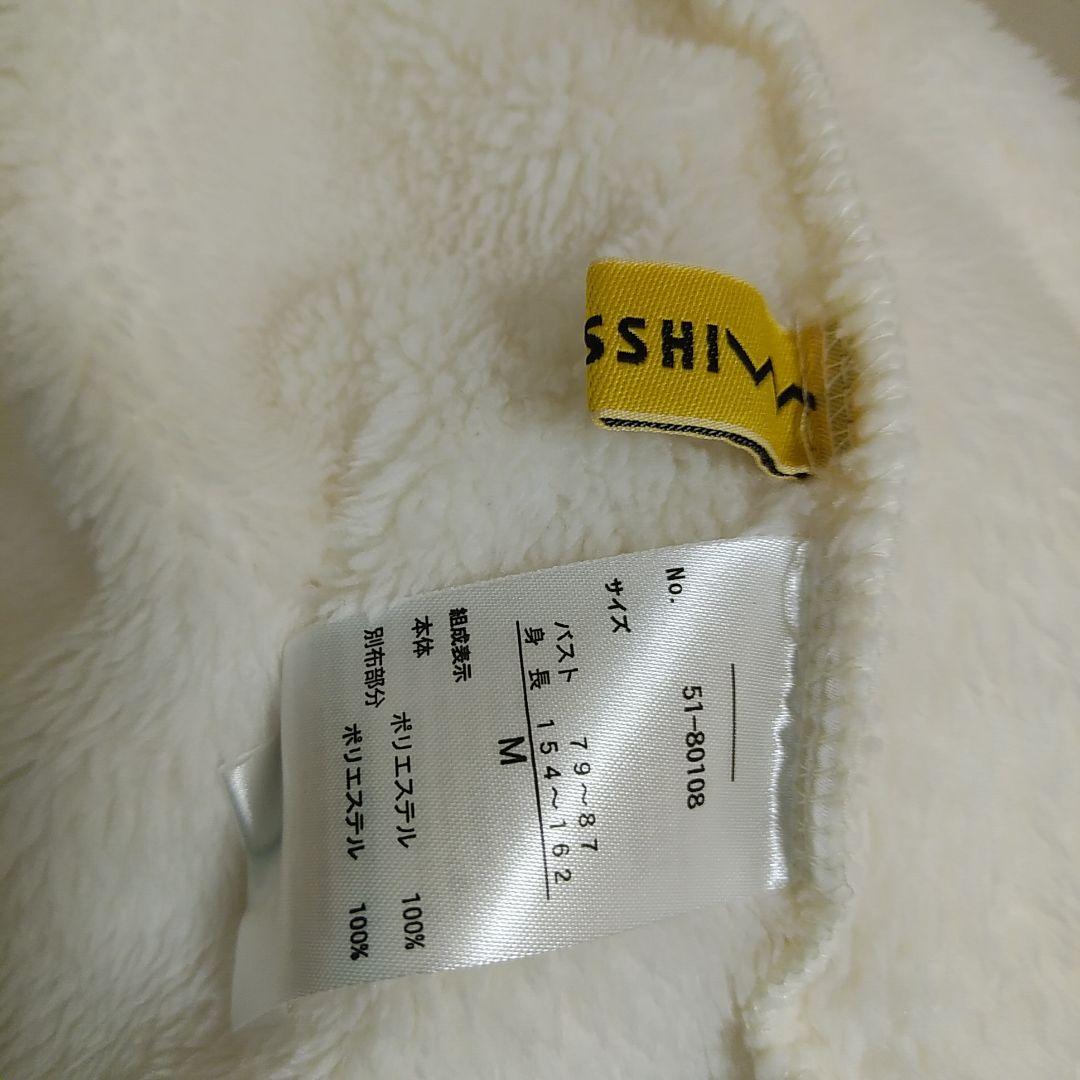 SSHI
No. 51-80108
サイズ
バスト 79~87
身長 154~162
M
組成表示
本体 ポリエステル 100%
別布部分 ポリエステル 100%